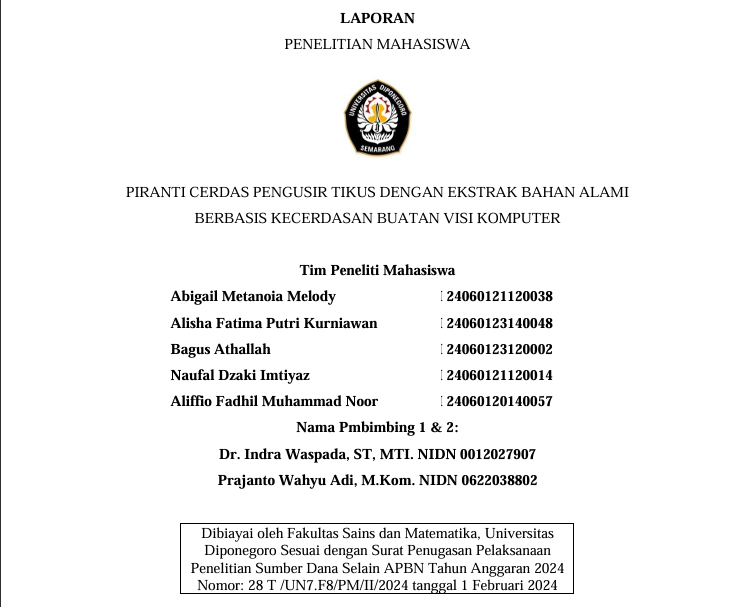 LAPORAN
PENELITIAN MAHASISWA
UNIVERSITAS DIPONEGORO
SEMARANG
PIRANTI CERDAS PENGUSIR TIKUS DENGAN EKSTRAK BAHAN ALAMI
BERBASIS KECERDASAN BUATAN VISI KOMPUTER
Tim Peneliti Mahasiswa
Abigail Metanoia Melody | 24060121120038
Alisha Fatima Putri Kurniawan | 24060123140048
Bagus Athallah | 24060123120002
Naufal Dzaki Imtiyaz | 24060121120014
Aliffio Fadhil Muhammad Noor | 24060120140057
Nama Pmbimbing 1 & 2:
Dr. Indra Waspada, ST, MTI. NIDN 0012027907
Prajanto Wahyu Adi, M.Kom. NIDN 0622038802
Dibiayai oleh Fakultas Sains dan Matematika, Universitas
Diponegoro Sesuai dengan Surat Penugasan Pelaksanaan
Penelitian Sumber Dana Selain APBN Tahun Anggaran 2024
Nomor: 28 T /UN7.F8/PM/II/2024 tanggal 1 Februari 2024